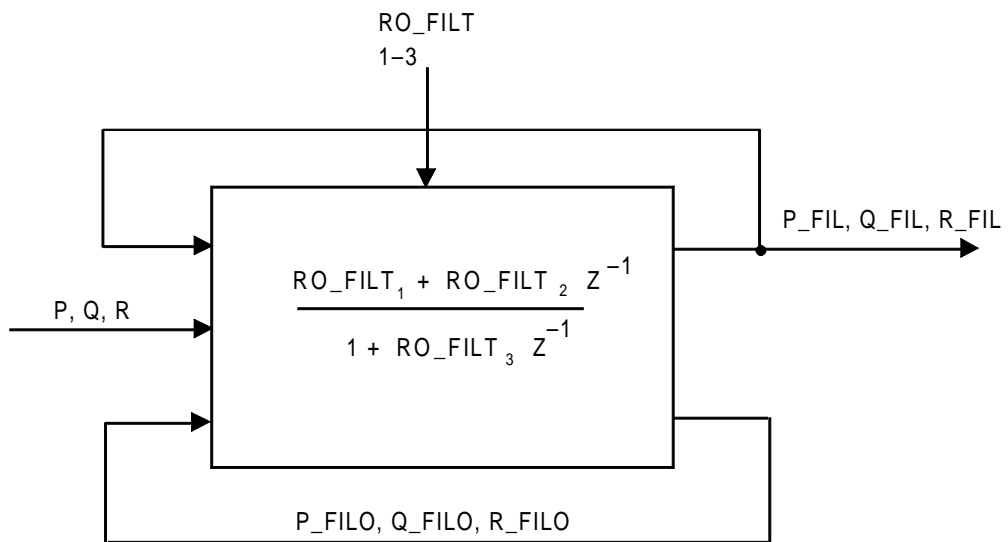 RO_FILT
1–3
P_FIL, Q_FIL, R_FIL
RO_FILT₁ + RO_FILT₂ Z⁻¹
P, Q, R
1 + RO_FILT₃ Z⁻¹
P_FILO, Q_FILO, R_FILO